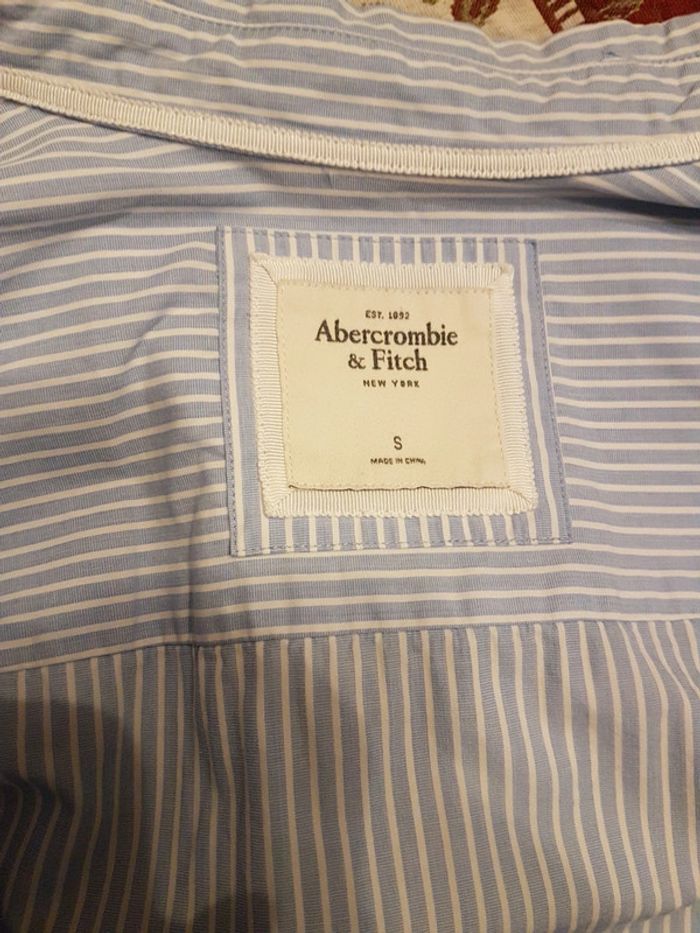 EST. 1892
Abercrombie
& Fitch
NEW YORK
S
MADE IN CHINA